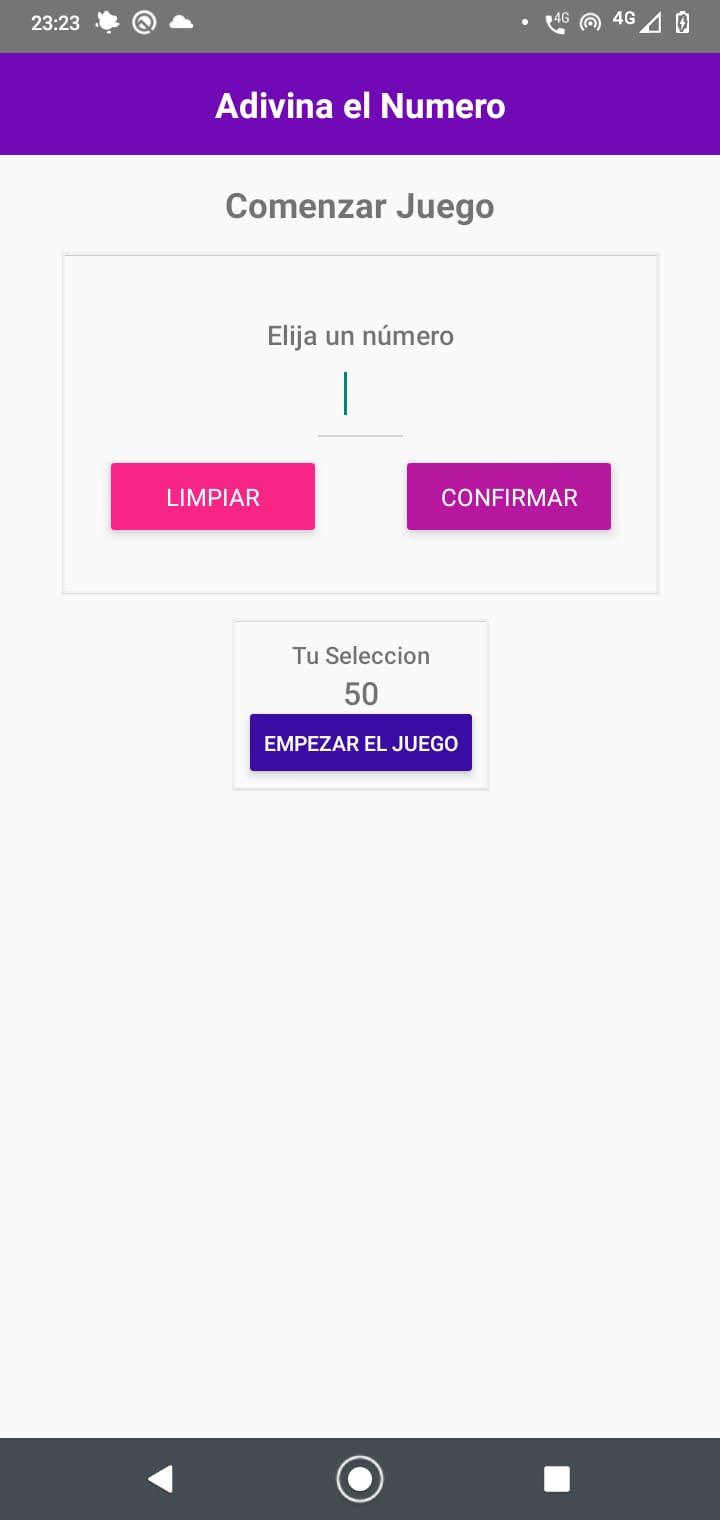 23:23 4G 4G
Adivina el Numero
Comenzar Juego
Elija un número
LIMPIAR CONFIRMAR
Tu Seleccion
50
EMPEZAR EL JUEGO